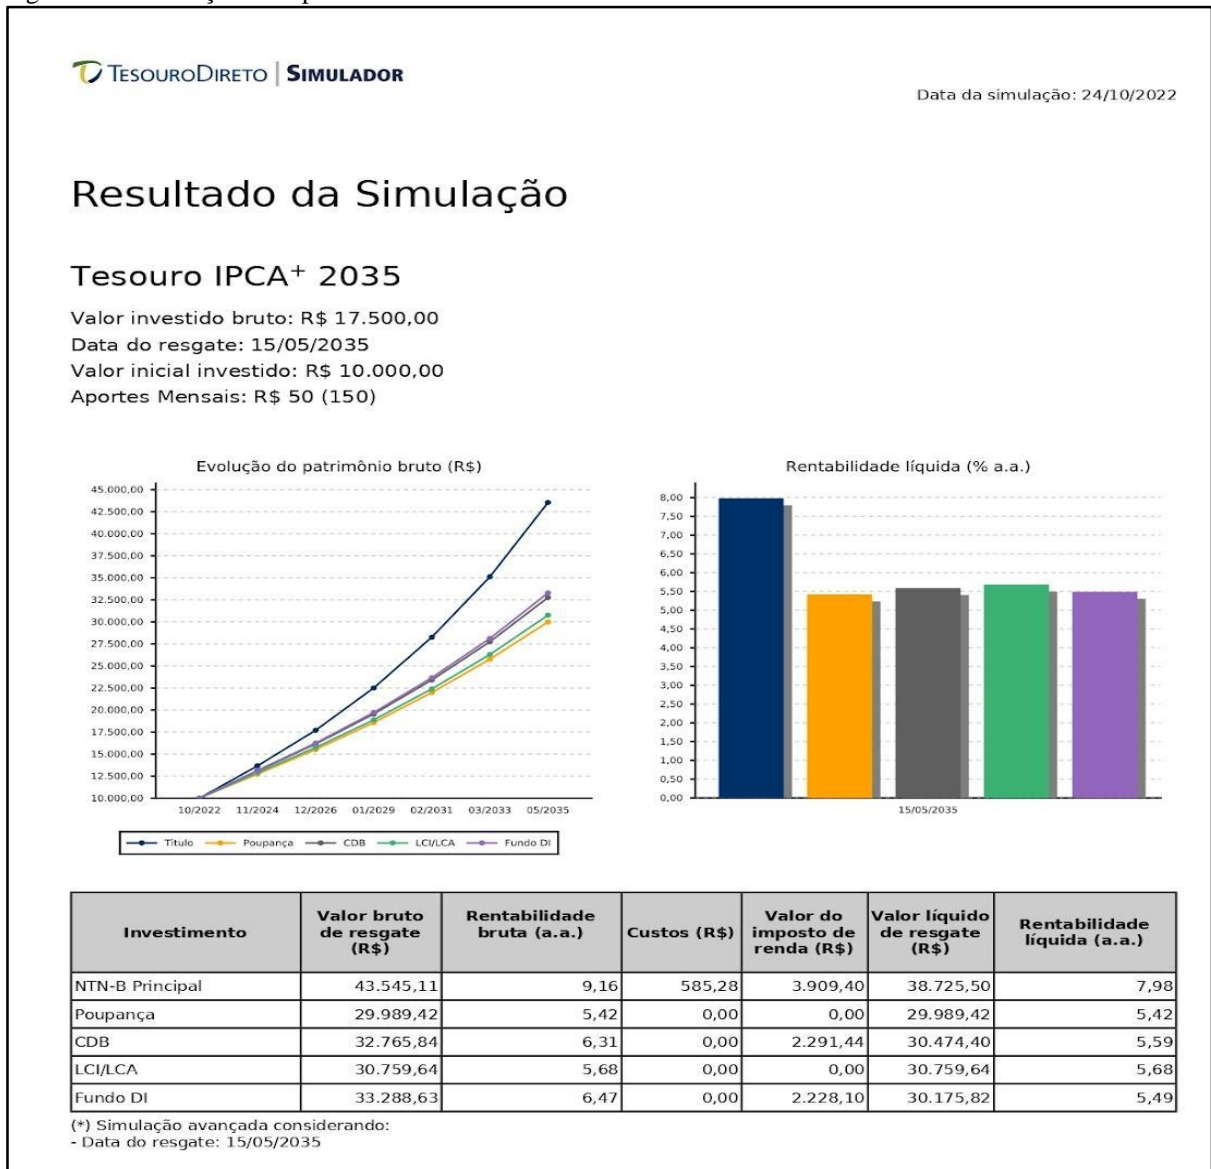 TESOURODIRETO | SIMULADOR
Data da simulação: 24/10/2022
Resultado da Simulação
Tesouro IPCA+ 2035
Valor investido bruto: R$ 17.500,00
Data do resgate: 15/05/2035
Valor inicial investido: R$ 10.000,00
Aportes Mensais: R$ 50 (150)
Evolução do patrimônio bruto (R$)
45.000,00
42.500,00
40.000,00
37.500,00
35.000,00
32.500,00
30.000,00
27.500,00
25.000,00
22.500,00
20.000,00
17.500,00
15.000,00
12.500,00
10.000,00
10/2022 11/2024 12/2026 01/2029 02/2031 03/2033 05/2035
Título Poupança CDB LCI/LCA Fundo DI
Rentabilidade líquida (% a.a.)
8,00
7,50
7,00
6,50
6,00
5,50
5,00
4,50
4,00
3,50
3,00
2,50
2,00
1,50
1,00
0,50
0,00
15/05/2035
Investimento Valor bruto de resgate (R$) Rentabilidade bruta (a.a.) Custos (R$) Valor do imposto de renda (R$) Valor líquido de resgate (R$) Rentabilidade líquida (a.a.)
NTN-B Principal 43.545,11 9,16 585,28 3.909,40 38.725,50 7,98
Poupança 29.989,42 5,42 0,00 0,00 29.989,42 5,42
CDB 32.765,84 6,31 0,00 2.291,44 30.474,40 5,59
LCI/LCA 30.759,64 5,68 0,00 0,00 30.759,64 5,68
Fundo DI 33.288,63 6,47 0,00 2.228,10 30.175,82 5,49
(*) Simulação avançada considerando:
- Data do resgate: 15/05/2035